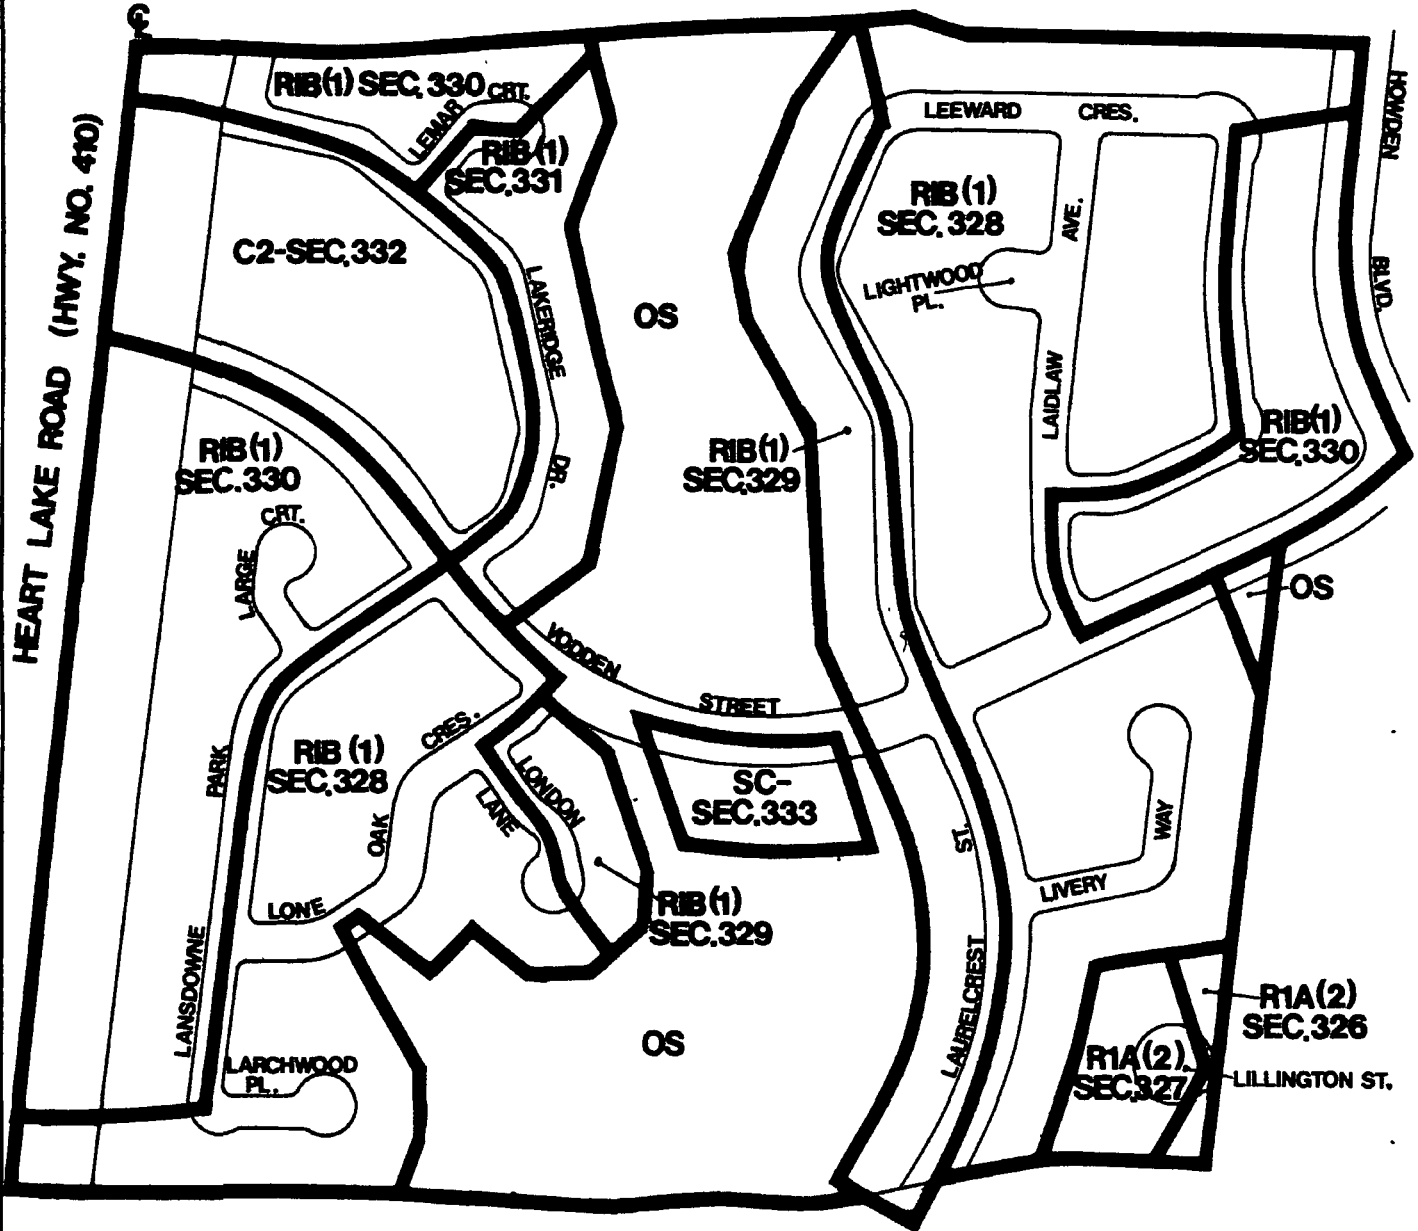 ℄
RIB(1) SEC.330
CRT.
LEMAR
RIB(1)
SEC.331
LEEWARD CRES.
HOWDEN
BLVD.
HEART LAKE ROAD (HWY. NO. 410)
C2-SEC.332
RIB(1)
SEC.328
AVE.
LIGHTWOOD
PL.
LAKERIDGE
DR.
OS
LAIDLAW
RIB(1)
SEC.330
RIB(1)
SEC.329
RIB(1)
SEC.330
CRT.
LARGE
OS
VODDEN
STREET
CRES.
RIB(1)
SEC.328
PARK
OAK
LONDON
LANE
SC-
SEC.333
ST.
WAY
LIVERY
LONE
RIB(1)
SEC.329
LANSDOWNE
LAURELCREST
R1A(2)
SEC.326
OS
R1A(2)
SEC.327
LILLINGTON ST.
LARCHWOOD
PL.